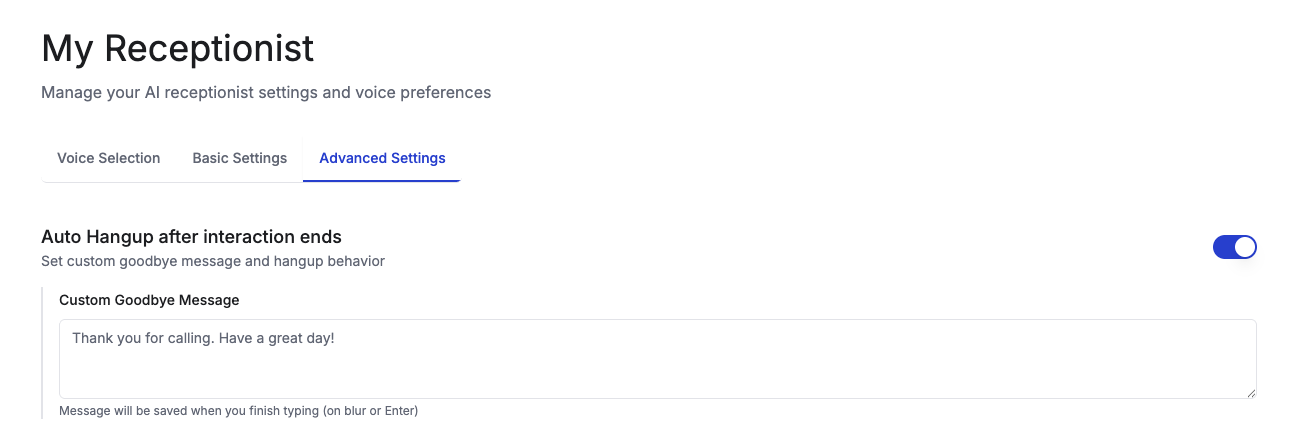 My Receptionist
Manage your AI receptionist settings and voice preferences
Voice Selection Basic Settings Advanced Settings
Auto Hangup after interaction ends
Set custom goodbye message and hangup behavior
Custom Goodbye Message
Thank you for calling. Have a great day!
Message will be saved when you finish typing (on blur or Enter)